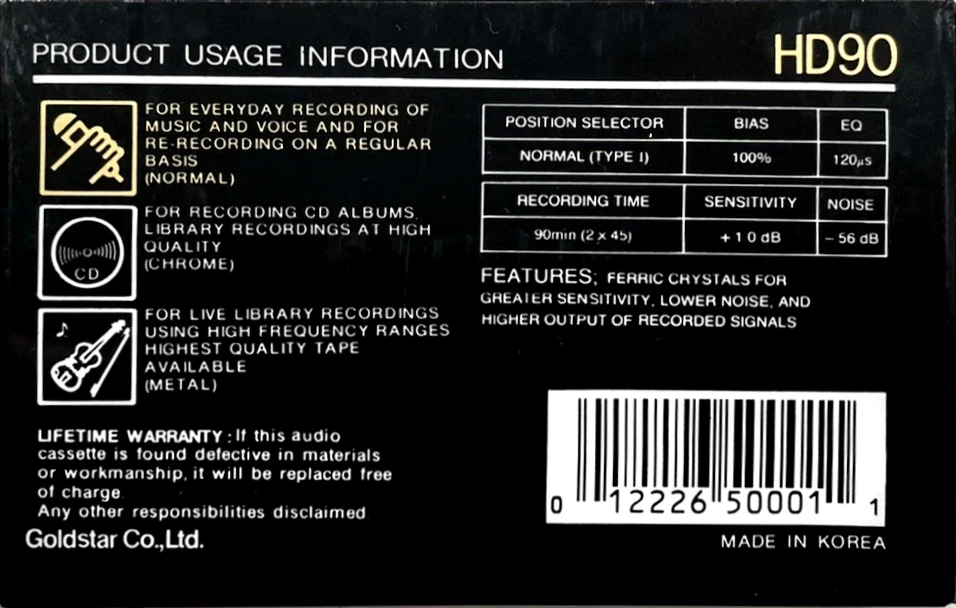 PRODUCT USAGE INFORMATION
HD90
FOR EVERYDAY RECORDING OF
MUSIC AND VOICE AND FOR
RE-RECORDING ON A REGULAR
BASIS
(NORMAL)
CD
FOR RECORDING CD ALBUMS,
LIBRARY RECORDINGS AT HIGH
QUALITY
(CHROME)
FOR LIVE LIBRARY RECORDINGS
USING HIGH FREQUENCY RANGES
HIGHEST QUALITY TAPE
AVAILABLE
(METAL)
LIFETIME WARRANTY : If this audio
cassette is found defective in materials
or workmanship, it will be replaced free
of charge.
Any other responsibilities disclaimed
Goldstar Co.,Ltd.
POSITION SELECTOR BIAS EQ
NORMAL (TYPE I) 100% 120µs
RECORDING TIME SENSITIVITY NOISE
90min (2 x 45) + 1 0 dB – 56 dB
FEATURES; FERRIC CRYSTALS FOR
GREATER SENSITIVITY, LOWER NOISE, AND
HIGHER OUTPUT OF RECORDED SIGNALS
0 12226 50001 1
MADE IN KOREA